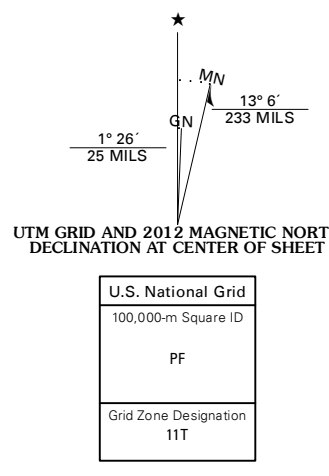 ★
MN
GN
13° 6´
233 MILS
1° 26´
25 MILS
UTM GRID AND 2012 MAGNETIC NORT
DECLINATION AT CENTER OF SHEET
U.S. National Grid
100,000-m Square ID
PF
Grid Zone Designation
11T